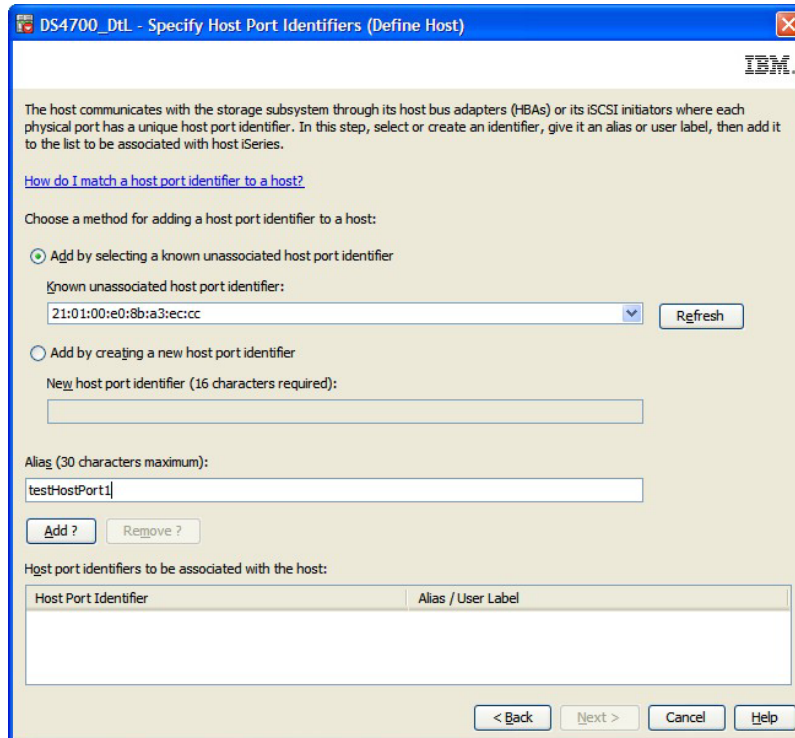 DS4700_DtL - Specify Host Port Identifiers (Define Host)
IBM.
The host communicates with the storage subsystem through its host bus adapters (HBAs) or its iSCSI initiators where each
physical port has a unique host port identifier. In this step, select or create an identifier, give it an alias or user label, then add it
to the list to be associated with host iSeries.
How do I match a host port identifier to a host?
Choose a method for adding a host port identifier to a host:
Add by selecting a known unassociated host port identifier
Known unassociated host port identifier:
21:01:00:e0:8b:a3:ec:cc
Refresh
Add by creating a new host port identifier
New host port identifier (16 characters required):
Alias (30 characters maximum):
testHostPort1
Add ? Remove ?
Host port identifiers to be associated with the host:
Host Port Identifier Alias / User Label
< Back Next > Cancel Help